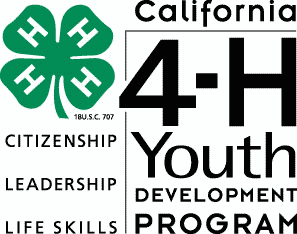 H H
H H
18 U.S.C. 707
CITIZENSHIP
LEADERSHIP
LIFE SKILLS
California
4-H
Youth
DEVELOPMENT
PROGRAM